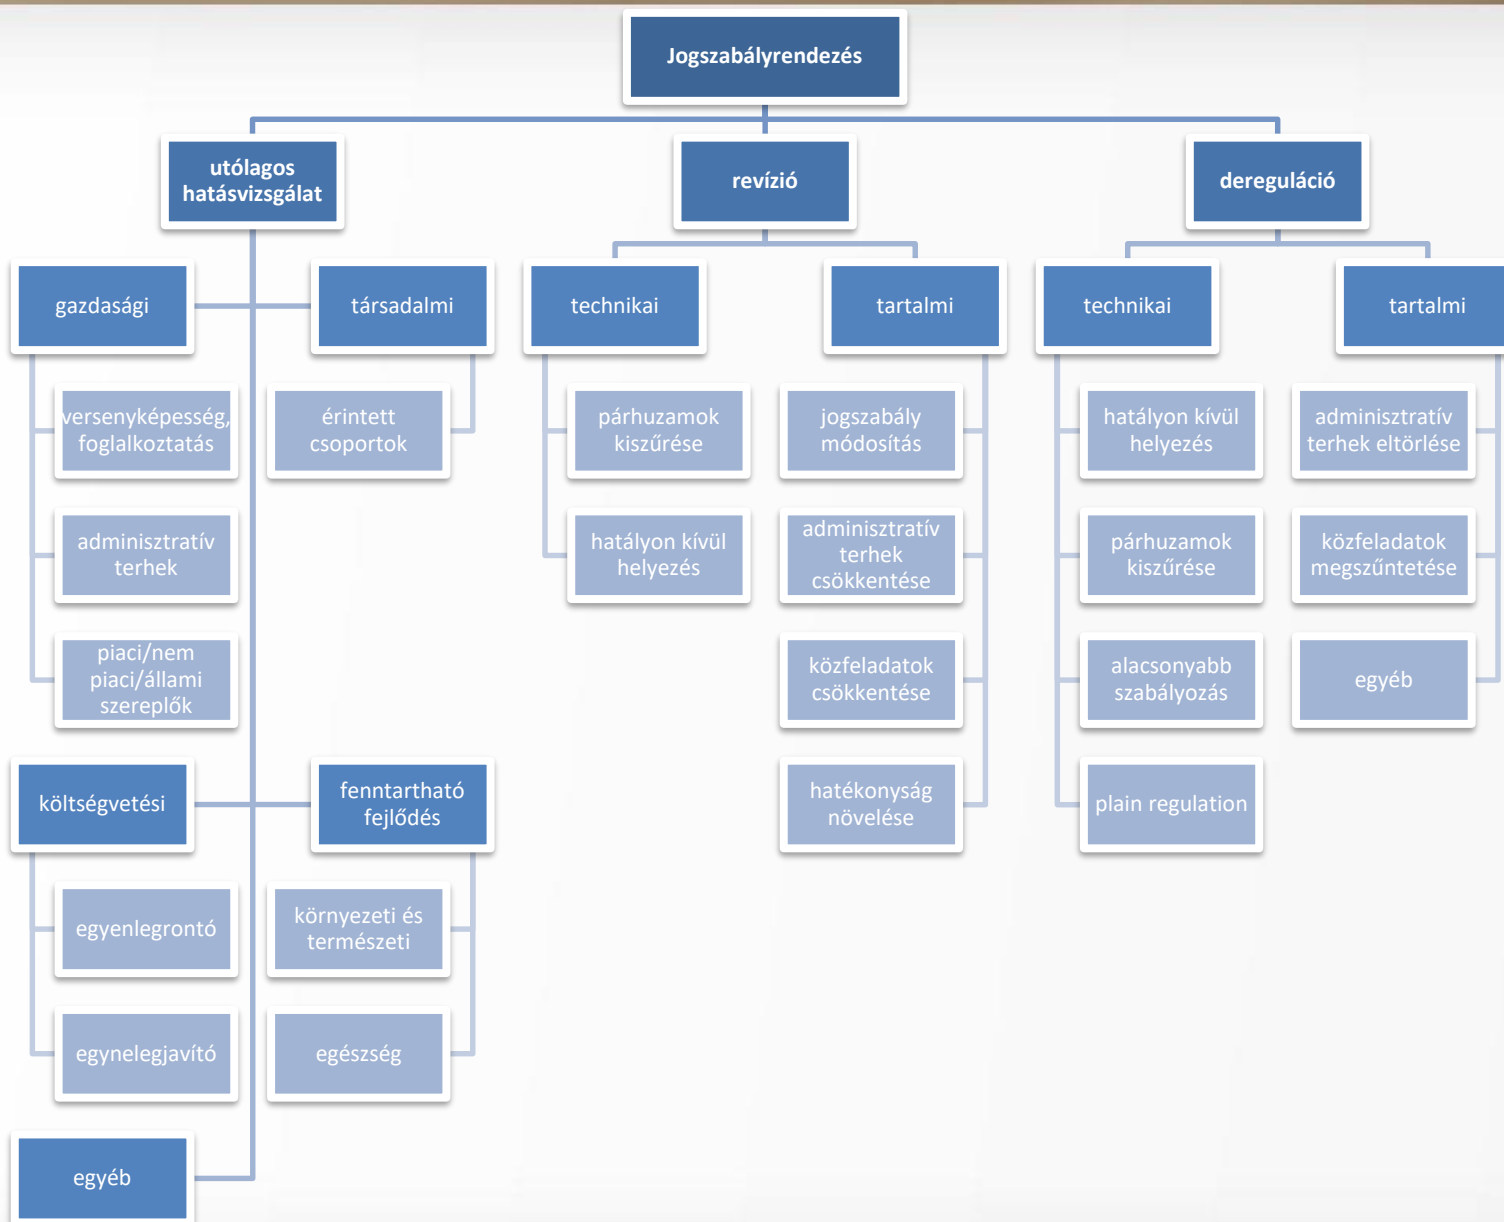 Jogszabályrendezés
utólagos
hatásvizsgálat
gazdasági
versenyképesség,
foglalkoztatás
adminisztratív
terhek
piaci/nem
piaci/állami
szereplők
társadalmi
érintett
csoportok
költségvetési
egyenlegrontó
egynelegjavító
fenntartható
fejlődés
környezeti és
természeti
egészség
egyéb
revízió
technikai
párhuzamok
kiszűrése
hatályon kívül
helyezés
tartalmi
jogszabály
módosítás
adminisztratív
terhek
csökkentése
közfeladatok
csökkentése
hatékonyság
növelése
dereguláció
technikai
hatályon kívül
helyezés
párhuzamok
kiszűrése
alacsonyabb
szabályozás
plain regulation
tartalmi
adminisztratív
terhek eltörlése
közfeladatok
megszűntetése
egyéb